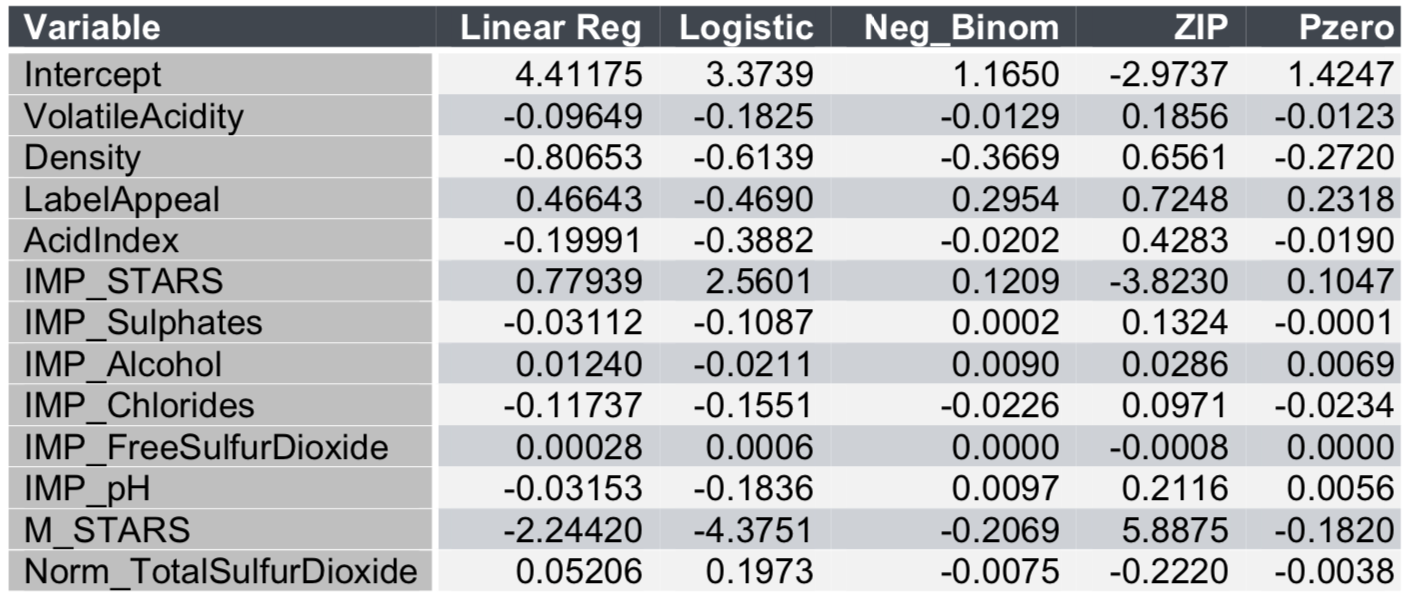 Variable Linear Reg Logistic Neg_Binom ZIP Pzero
Intercept 4.41175 3.3739 1.1650 -2.9737 1.4247
VolatileAcidity -0.09649 -0.1825 -0.0129 0.1856 -0.0123
Density -0.80653 -0.6139 -0.3669 0.6561 -0.2720
LabelAppeal 0.46643 -0.4690 0.2954 0.7248 0.2318
AcidIndex -0.19991 -0.3882 -0.0202 0.4283 -0.0190
IMP_STARS 0.77939 2.5601 0.1209 -3.8230 0.1047
IMP_Sulphates -0.03112 -0.1087 0.0002 0.1324 -0.0001
IMP_Alcohol 0.01240 -0.0211 0.0090 0.0286 0.0069
IMP_Chlorides -0.11737 -0.1551 -0.0226 0.0971 -0.0234
IMP_FreeSulfurDioxide 0.00028 0.0006 0.0000 -0.0008 0.0000
IMP_pH -0.03153 -0.1836 0.0097 0.2116 0.0056
M_STARS -2.24420 -4.3751 -0.2069 5.8875 -0.1820
Norm_TotalSulfurDioxide 0.05206 0.1973 -0.0075 -0.2220 -0.0038